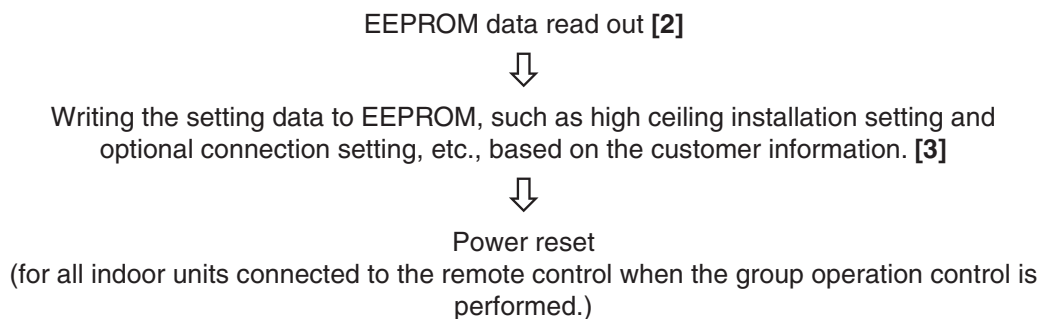 EEPROM data read out [2]
Writing the setting data to EEPROM, such as high ceiling installation setting and
optional connection setting, etc., based on the customer information. [3]
Power reset
(for all indoor units connected to the remote control when the group operation control is
performed.)